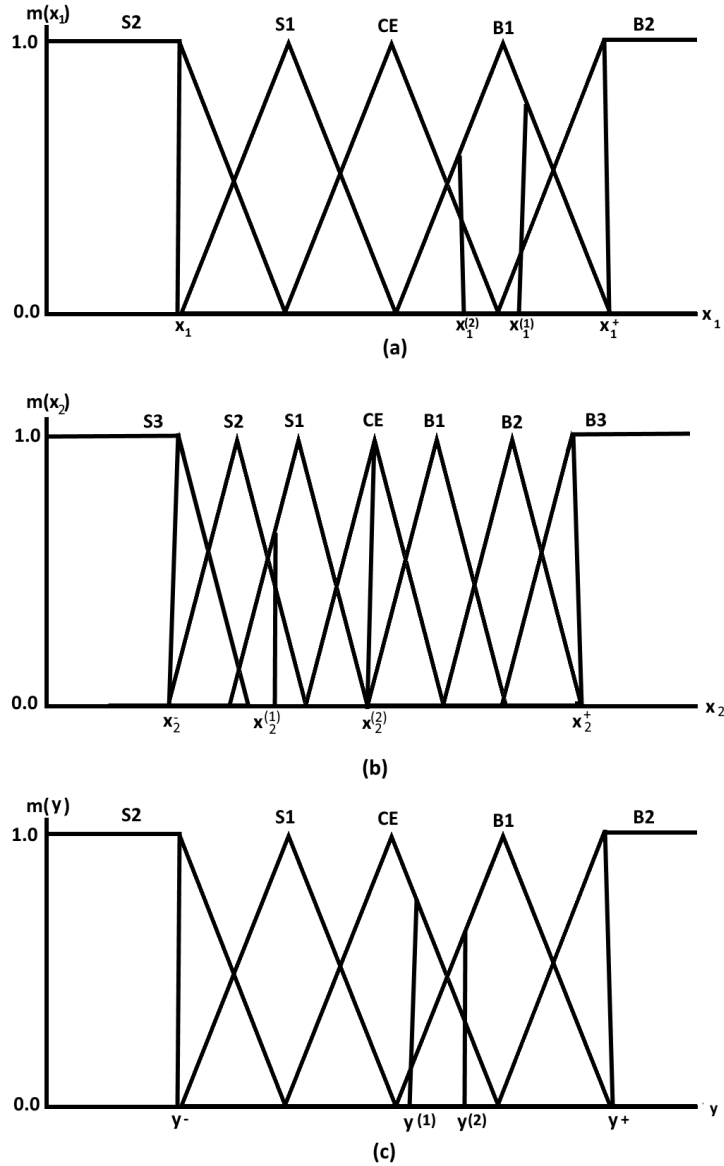 m(x₁)
S2 S1 CE B1 B2
1.0
0.0
x₁ x₁⁽²⁾ x₁⁽¹⁾ x₁⁺ x₁
(a)
m(x₂)
S3 S2 S1 CE B1 B2 B3
1.0
0.0
x₂⁻ x₂⁽¹⁾ x₂⁽²⁾ x₂⁺ x₂
(b)
m(y)
S2 S1 CE B1 B2
1.0
0.0
y- y⁽¹⁾ y⁽²⁾ y+ y
(c)